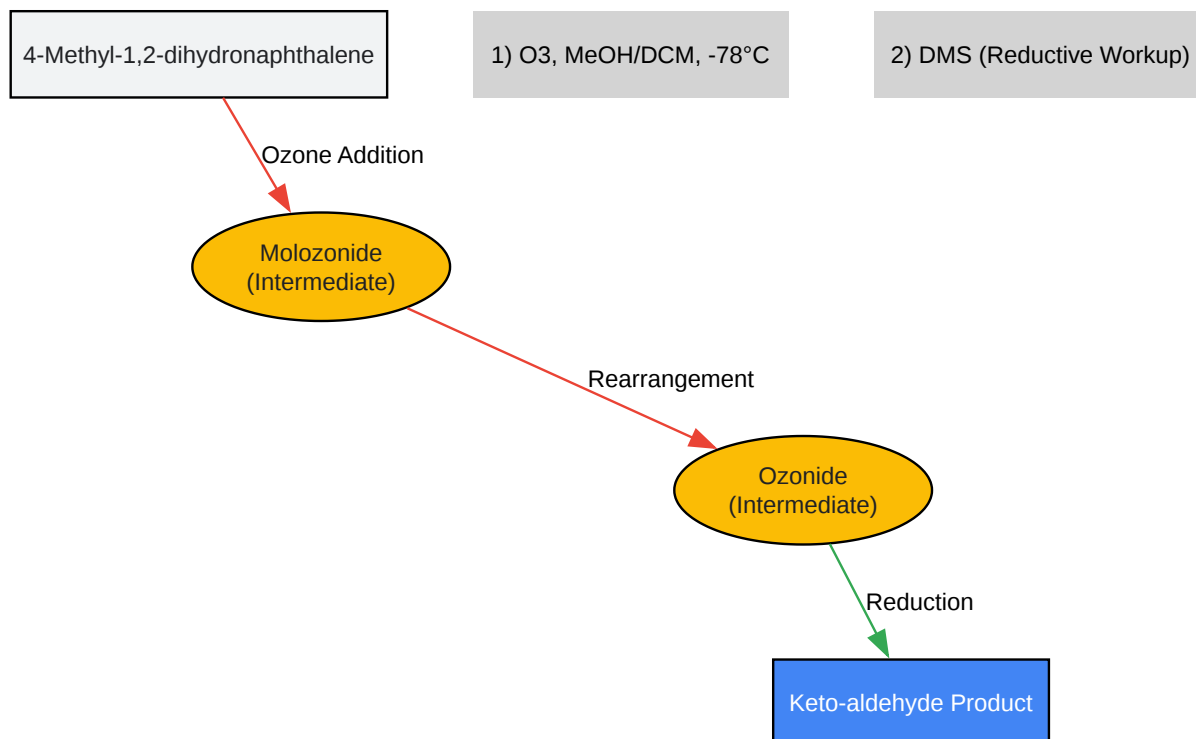 4-Methyl-1,2-dihydronaphthalene
1) O3, MeOH/DCM, -78°C
2) DMS (Reductive Workup)
Ozone Addition
Molozonide
(Intermediate)
Rearrangement
Ozonide
(Intermediate)
Reduction
Keto-aldehyde Product